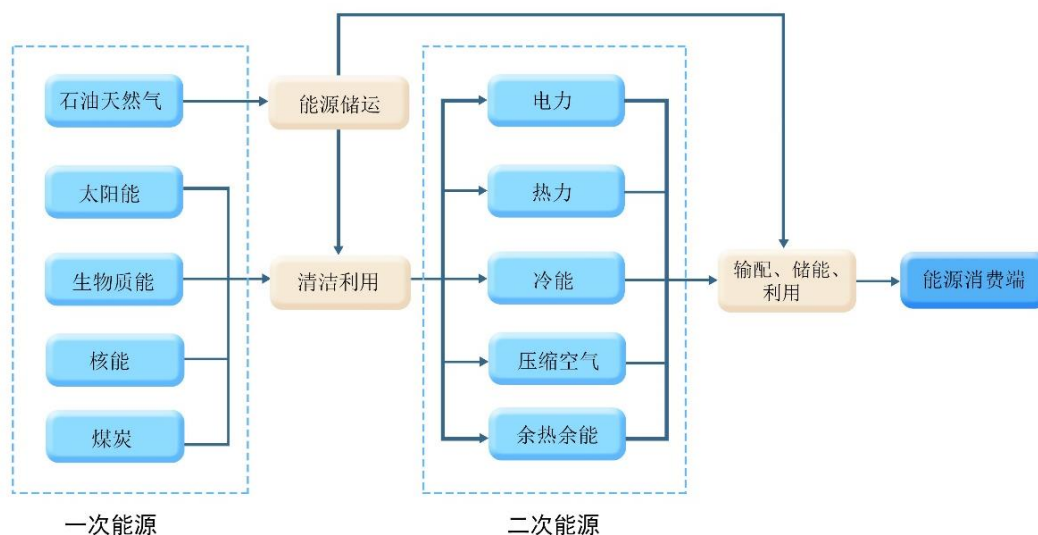 石油天然气
能源储运
电力
太阳能
热力
生物质能
清洁利用
冷能
输配、储能、
利用
能源消费端
核能
压缩空气
煤炭
余热余能
一次能源
二次能源